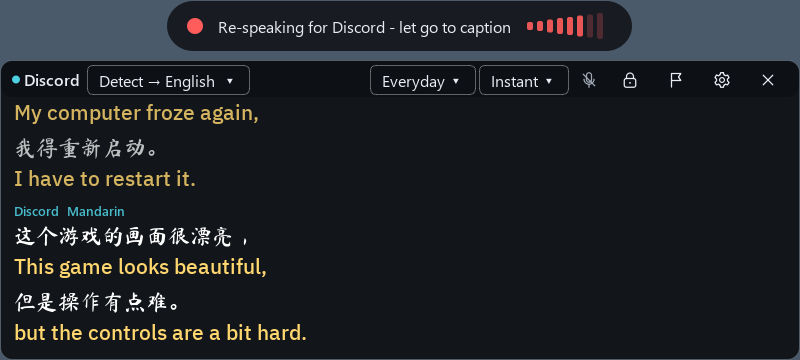 Re-speaking for Discord - let go to caption
Discord
Detect → English
Everyday
Instant
My computer froze again,
我得重新启动。
I have to restart it.
Discord Mandarin
这个游戏的画面很漂亮，
This game looks beautiful,
但是操作有点难。
but the controls are a bit hard.